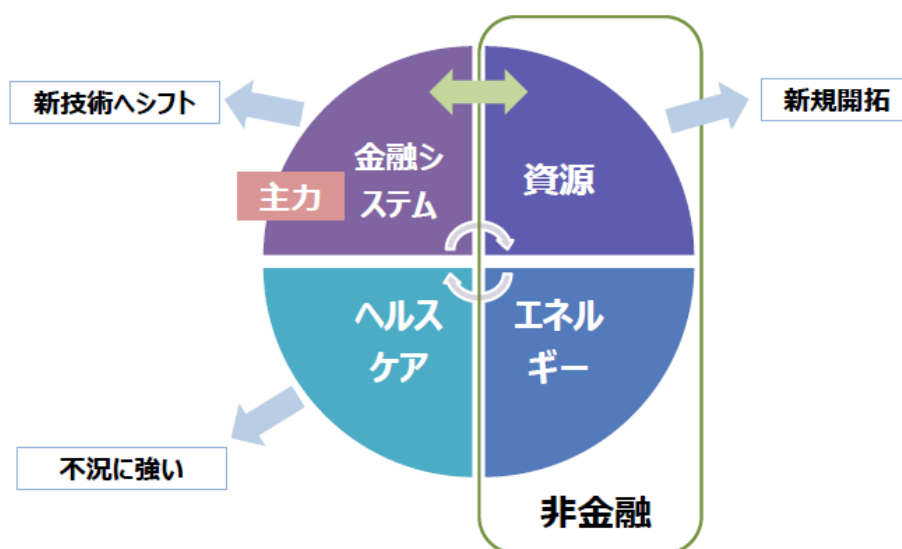 新技術へシフト
新規開拓
金融シ
ステム
主力
資源
ヘルス
ケア
エネル
ギー
不況に強い
非金融